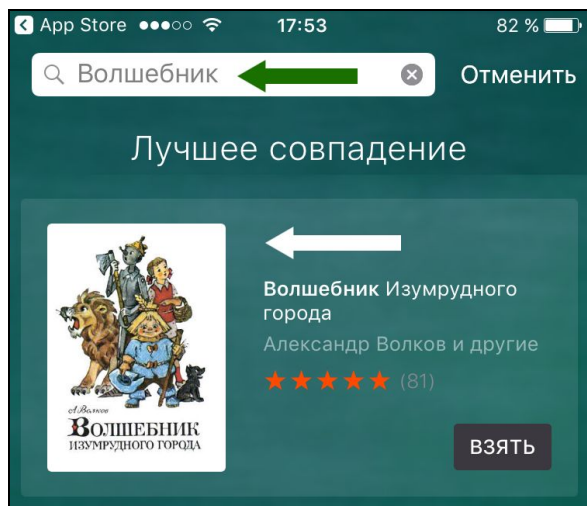 App Store 17:53 82 %
Волшебник Отменить
Лучшее совпадение
Волшебник Изумрудного
города
Александр Волков и другие
(81)
А. Волков
ВОЛШЕБНИК
ИЗУМРУДНОГО ГОРОДА
ВЗЯТЬ